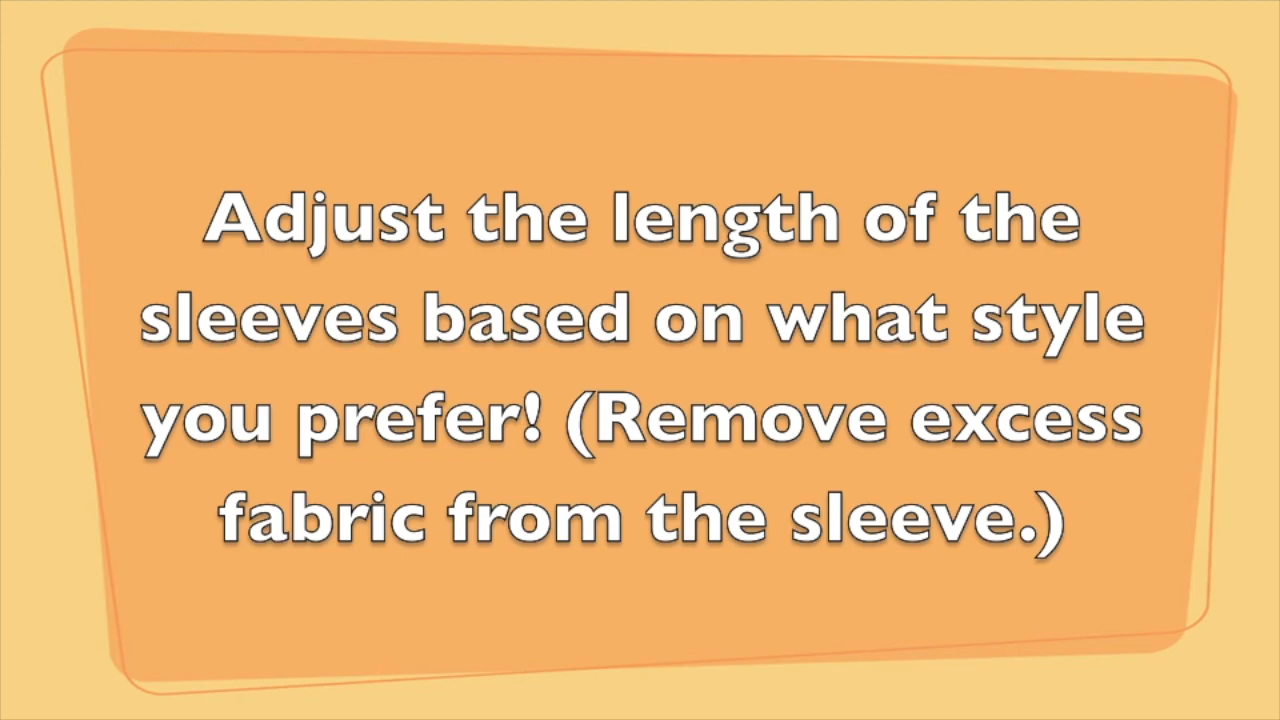 Adjust the length of the
sleeves based on what style
you prefer! (Remove excess
fabric from the sleeve.)